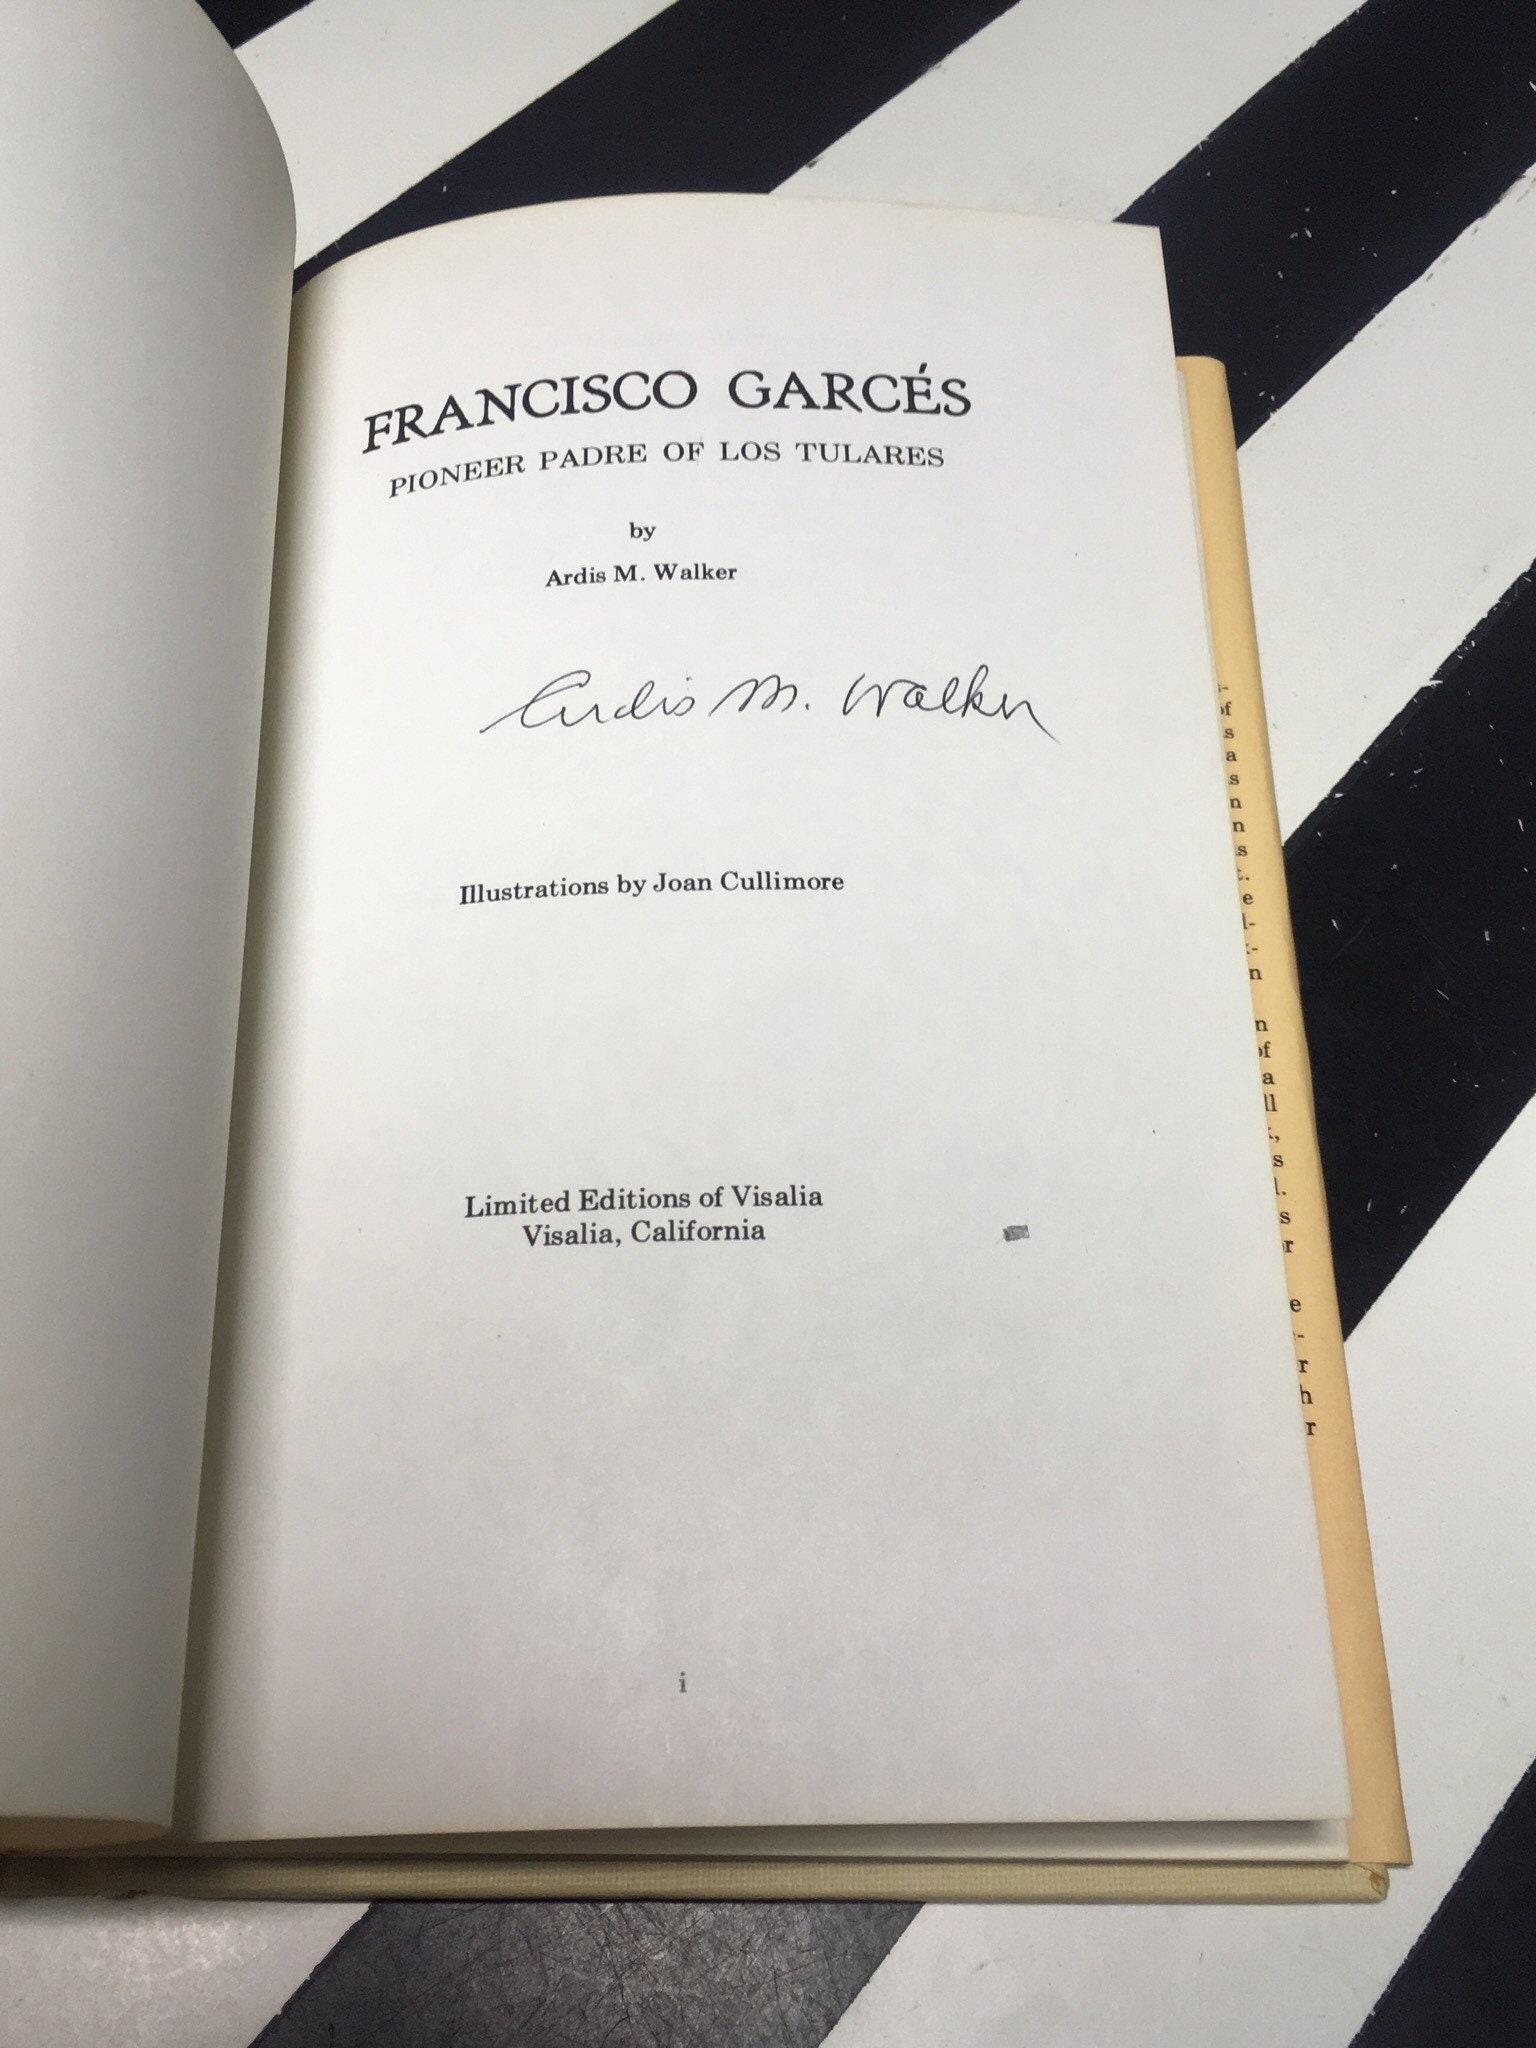 FRANCISCO GARCÉS
PIONEER PADRE OF LOS TULARES
by
Ardis M. Walker
Ardis M. Walker
Illustrations by Joan Cullimore
Limited Editions of Visalia
Visalia, California
i